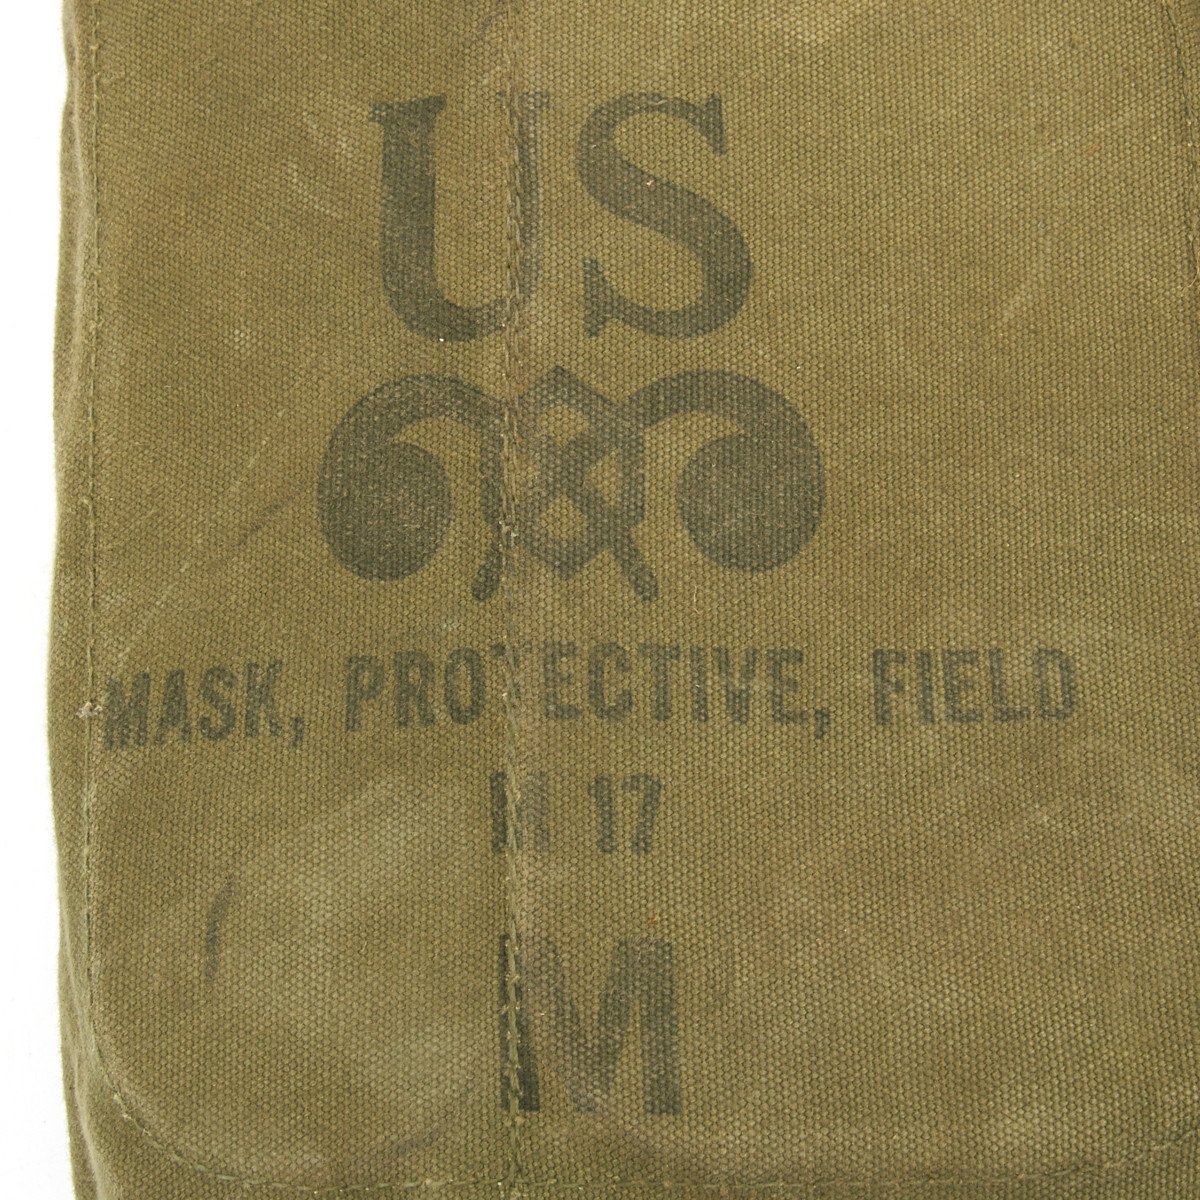 US
MASK, PROTECTIVE, FIELD
M 17
M